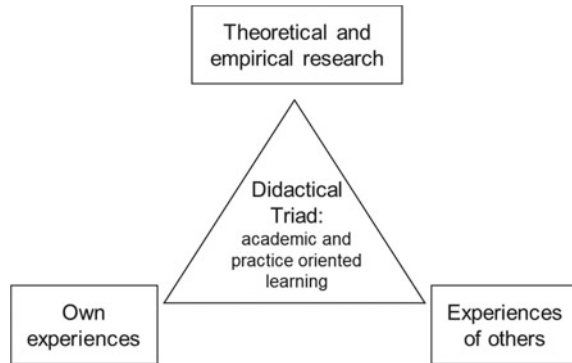 Theoretical and
empirical research
Didactical
Triad:
academic and
practice oriented
learning
Own
experiences
Experiences
of others